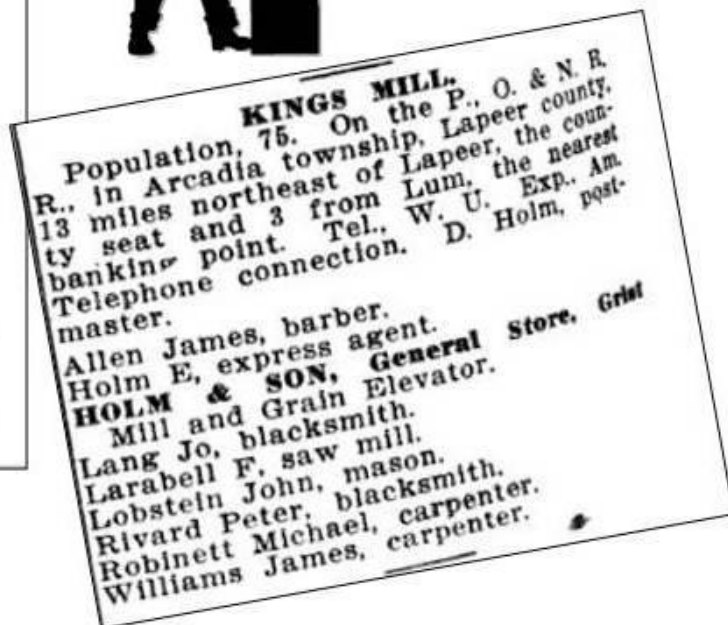 KINGS MILL.
Population, 75. On the P., O. & N. R.
R., in Arcadia township, Lapeer county,
13 miles northeast of Lapeer, the coun-
ty seat and 3 from Lum, the nearest
banking point. Tel., W. U. Exp., Am.
Telephone connection. D. Holm, post-
master.
Allen James, barber.
Holm E, express agent.
HOLM & SON, General Store, Grist
Mill and Grain Elevator.
Lang Jo, blacksmith.
Larabell F, saw mill.
Lobstein John, mason.
Rivard Peter, blacksmith.
Robinett Michael, carpenter.
Williams James, carpenter.